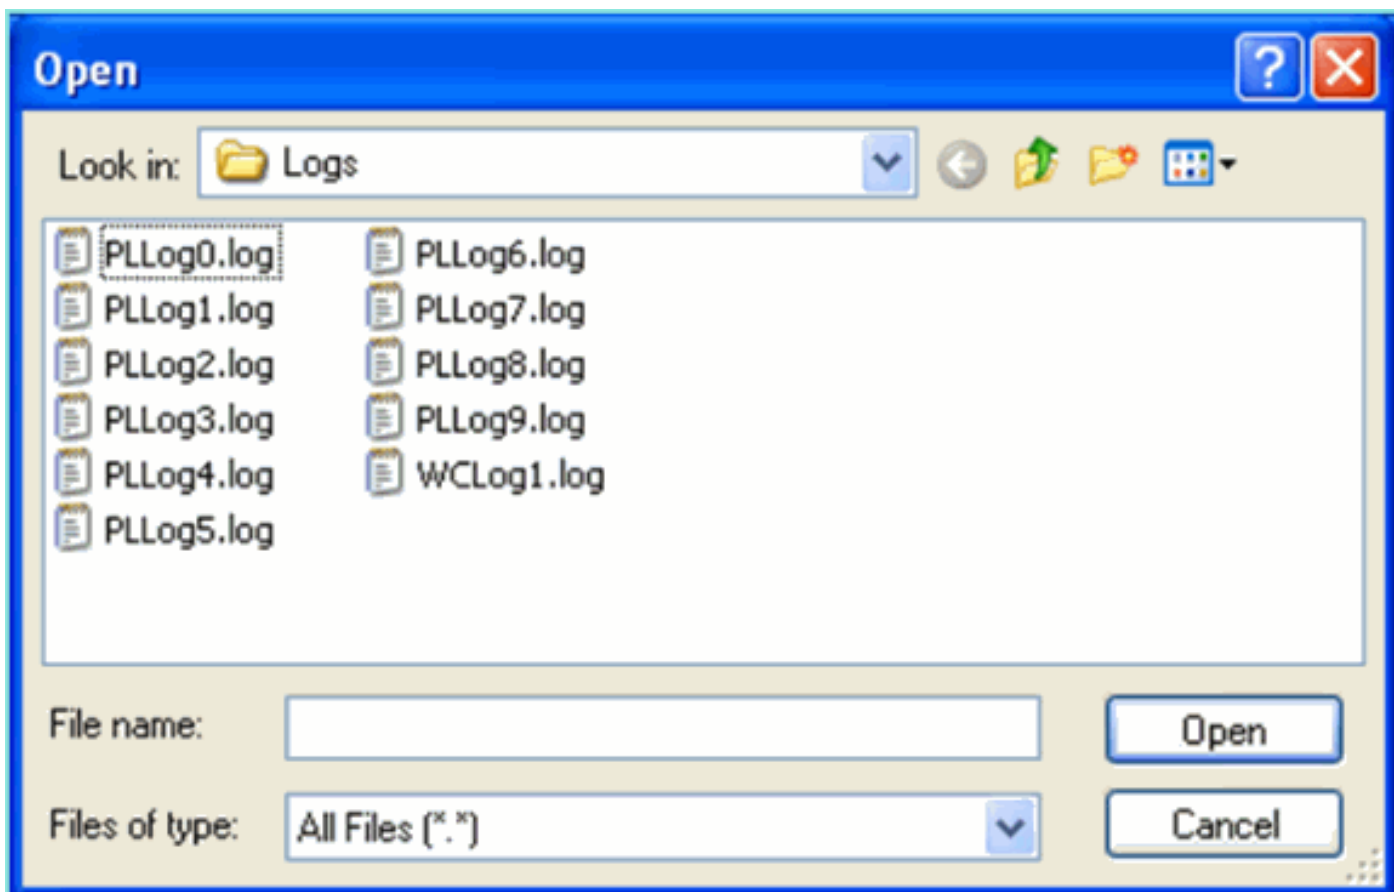 Open
Look in: Logs
PLLog0.log
PLLog1.log
PLLog2.log
PLLog3.log
PLLog4.log
PLLog5.log
PLLog6.log
PLLog7.log
PLLog8.log
PLLog9.log
WCLog1.log
File name:
Open
Files of type: All Files (*.*)
Cancel